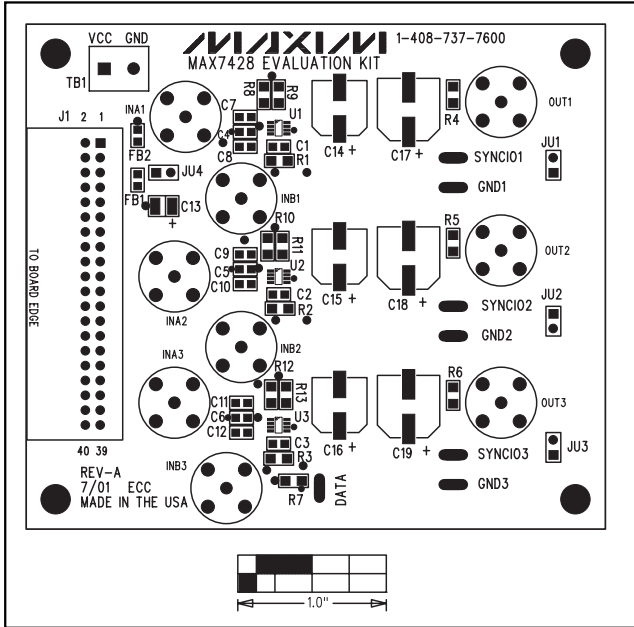 VCC GND
TB1
MAXIM 1-408-737-7600
MAX7428 EVALUATION KIT
J1 2 1
INA1
FB2
JU4
FB1
C13 +
C7
C4
C8
R8
R9
U1
C1
R1
C14 +
C17 +
R4
OUT1
SYNCIO1
GND1
JU1
INB1
R10
R11
C9
C5
C10
U2
C2
R2
C15 +
C18 +
R5
OUT2
SYNCIO2
GND2
JU2
INA2
TO BOARD EDGE
INB2
INA3
R12
R13
C11
C6
C12
U3
C3
R3
C16 +
C19 +
R6
OUT3
SYNCIO3
GND3
JU3
INB3
R7
DATA
40 39
REV-A
7/01 ECC
MADE IN THE USA
1.0"